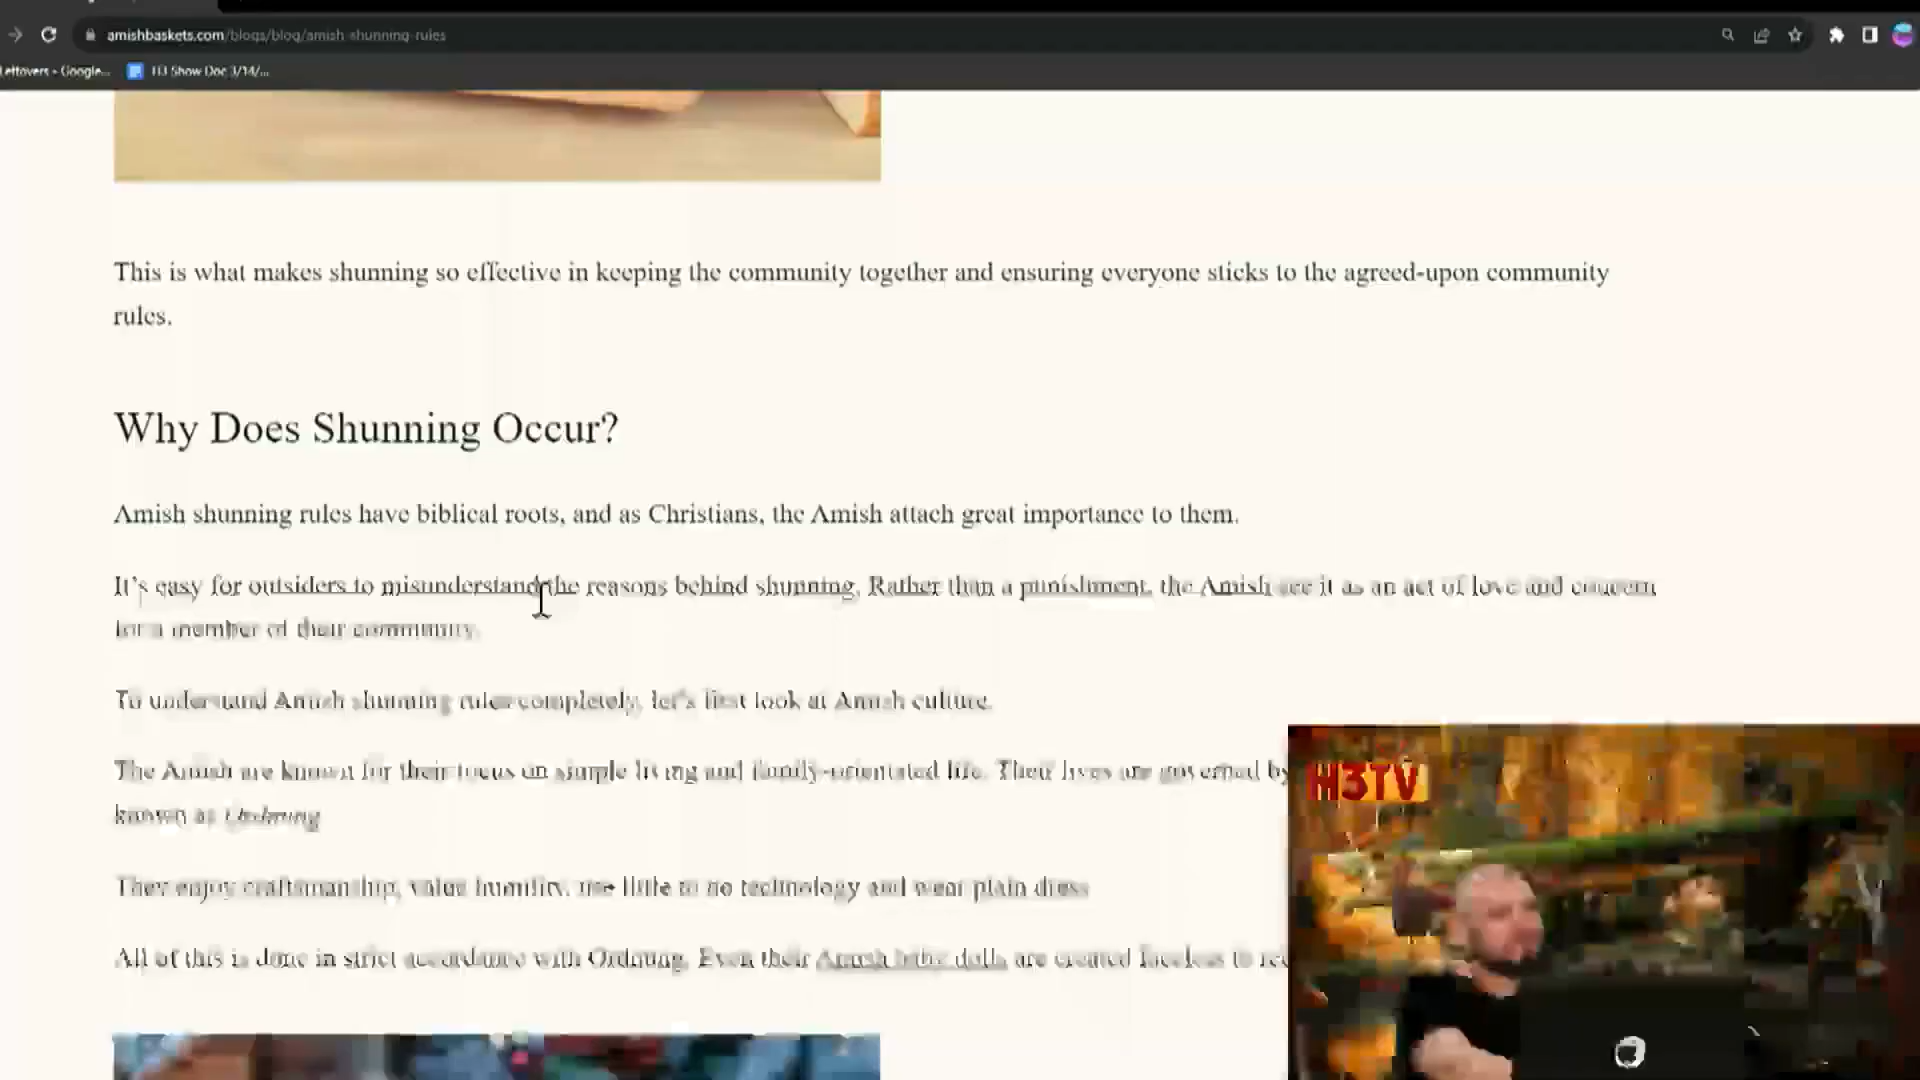 amishbaskets.com/blogs/blog/amish-shunning-rules
Leftovers - Google...
H3 Show Doc 3/14/...
This is what makes shunning so effective in keeping the community together and ensuring everyone sticks to the agreed-upon community
rules.
Why Does Shunning Occur?
Amish shunning rules have biblical roots, and as Christians, the Amish attach great importance to them.
It's easy for outsiders to misunderstand the reasons behind shunning. Rather than a punishment, the Amish see it as an act of love and concern
for a member of their community.
To understand Amish shunning rules completely, let's first look at Amish culture.
The Amish are known for their focus on simple living and family-orientated life. Their lives are governed by
known as Ordnung
They enjoy craftsmanship, value humility, use little to no technology and wear plain dress
All of this is done in strict accordance with Ordnung. Even their Amish baby dolls are created faceless to
H3TV